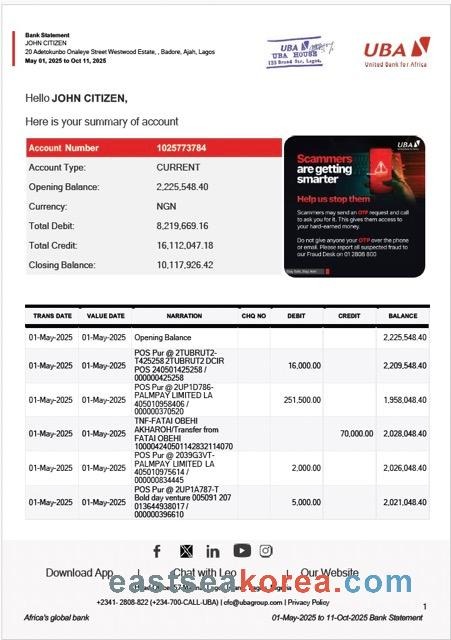 Bank Statement
JOHN CITIZEN
20 Adetokunbo Onaleye Street Westwood Estate, , Badore, Ajah, Lagos
May 01, 2025 to Oct 11, 2025
UBA
UBA HOUSE
UBA
United Bank for Africa
Hello JOHN CITIZEN,
Here is your summary of account
Account Number 1025773784
Account Type: CURRENT
Opening Balance: 2,225,548.40
Currency: NGN
Total Debit: 8,219,669.16
Total Credit: 16,112,047.18
Closing Balance: 10,117,926.42
UBA
Scammers
are getting
smarter
Help us stop them
Scammers may send an OTP request and call
to ask you for it. This gives them access to
your hard-earned money.
Do not give anyone your OTP over the phone
or email. Please report all suspected fraud to
our Fraud Desk on 01 2808 800
TRANS DATE VALUE DATE NARRATION CHQ NO DEBIT CREDIT BALANCE
01-May-2025 01-May-2025 Opening Balance 2,225,548.40
POS Pur @ 2TUBRUT2-
01-May-2025 01-May-2025 T425258 2TUBRUT2 DCIR 16,000.00 2,209,548.40
POS 240501425258 /
000000425258
POS Pur @ 2UP1D786-
01-May-2025 01-May-2025 PALMPAY LIMITED LA 251,500.00 1,958,048.40
405010958406 /
000000370520
TNF-FATAI OBEHI
01-May-2025 01-May-2025 AKHAROH/Transfer from 70,000.00 2,028,048.40
FATAI OBEHI
100004240501142832114070
POS Pur @ 2039G3VT-
01-May-2025 01-May-2025 PALMPAY LIMITED LA 2,000.00 2,026,048.40
405010975614 /
000000834445
POS Pur @ 2UP1A787-T
01-May-2025 01-May-2025 Bold day venture 005091 207 5,000.00 2,021,048.40
013644938017 /
000000396610
Download App Chat with Leo Our Website
eastseakorea.com
+2341- 2808-822 (+234-700-CALL-UBA) | cfc@ubagroup.com | Privacy Policy
1
Africa's global bank 01-May-2025 to 11-Oct-2025 Bank Statement